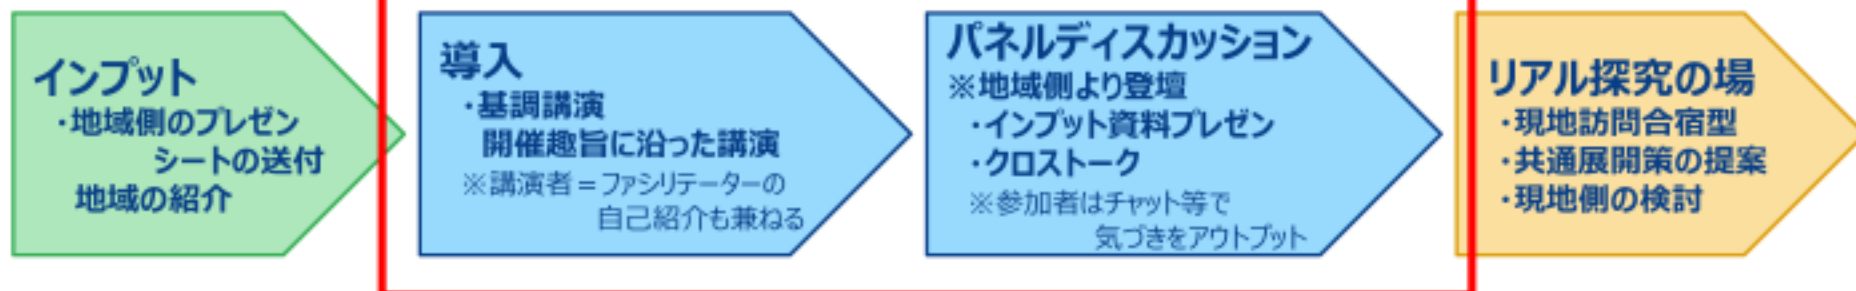 インプット
・地域側のプレゼン
シートの送付
地域の紹介
導入
・基調講演
開催趣旨に沿った講演
※講演者＝ファシリテーターの
自己紹介も兼ねる
パネルディスカッション
※地域側より登壇
・インプット資料プレゼン
・クロストーク
※参加者はチャット等で
気づきをアウトプット
リアル探究の場
・現地訪問合宿型
・共通展開策の提案
・現地側の検討